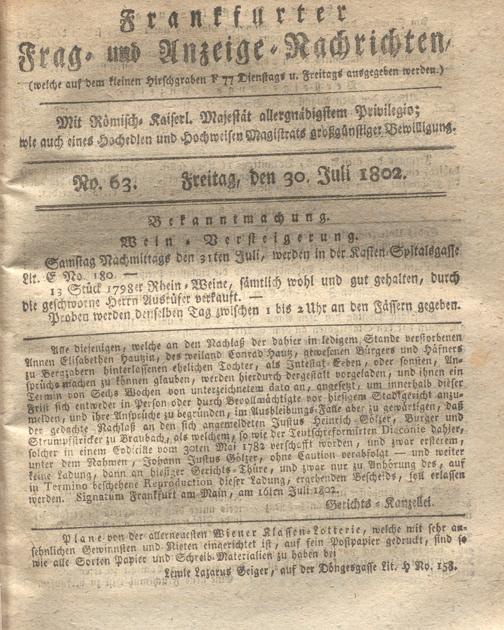 Frankfurter
Frag- und Anzeige-Nachrichten,
(welche auf dem kleinen Hirschgraben F 77 Dienstags u. Freitags ausgegeben werden.)
Mit Römisch-Kaiserl. Majestät allergnädigstem Privilegio;
wie auch eines Hochedlen und Hochweisen Magistrats großgünstiger Bewilligung.
No. 63. Freitag, den 30. Juli 1802.
Bekanntmachung.
Wein-Versteigerung.
Samstag Nachmittags den 31ten Juli, werden in der Kasten-Spitalsgasse
Lit. E No. 180. —
13 Stück 1798r Rhein-Weine, sämtlich wohl und gut gehalten, durch
die geschworne Herrn Ausrüfer verkauft. —
Proben werden denselben Tag zwischen 1 bis 2 Uhr an den Fässern gegeben.
Alle diejenigen, welche an den Nachlaß der dahier in ledigem Stande verstorbenen
Annen Elisabethen Hautzin, des weiland Conrad Hautz, gewesenen Bürgers und Häfners
zu Bergzabern hinterlassenen ehelichen Tochter, als Intestat-Erben, oder sonsten, An-
sprüch machen zu können glauben, werden hierdurch dergestalt vorgeladen, und ihnen ein
Termin von Sechs Wochen von unterzeichnetem dato an, angesetzt, um innerhalb dieser
Frist sich entweder in Person oder durch Bevollmächtigte vor hiesigem Stadtgericht anzu-
melden, und ihre Ansprüche zu begründen, im Ausbleibungs-Falle aber zu gewärtigen, daß
der gedachte Nachlaß an den sich angemeldeten Justus Heinrich Gölzer, Burger und
Strumpfstricker zu Braubach, als welchem, so wie der Teutschreformirte Diaconie dahier,
solcher in einem Edicilltte vom 30ten Mai 1782 verschafft worden, und zwar ersterem,
unter dem Nahmen, Johann Justus Gölzer, ohne Caution verabfolgt — und weiter
keine Ladung, dann an hiesiger Gerichts-Thüre, und zwar nur zu Anhörung des, auf
in Termino beschehene Reproduction dieser Ladung, ergehenden Bescheids, soll erlassen
werden. Signatum Frankfurt am Main, am 16ten Juli 1802.
Gerichts-Kanzellei.
Plane von der allerneuesten Wiener Klassen-Lotterie, welche mit sehr an-
sehnlichen Gewinnsten und Nieten eingerichtet ist, auf fein Postpapier gedruckt, sind so
wie alle Sorten Papier und Schreib-Materialien zu haben bei
Lemle Lazarus Geiger, auf der Döngesgasse Lit. H No. 158.